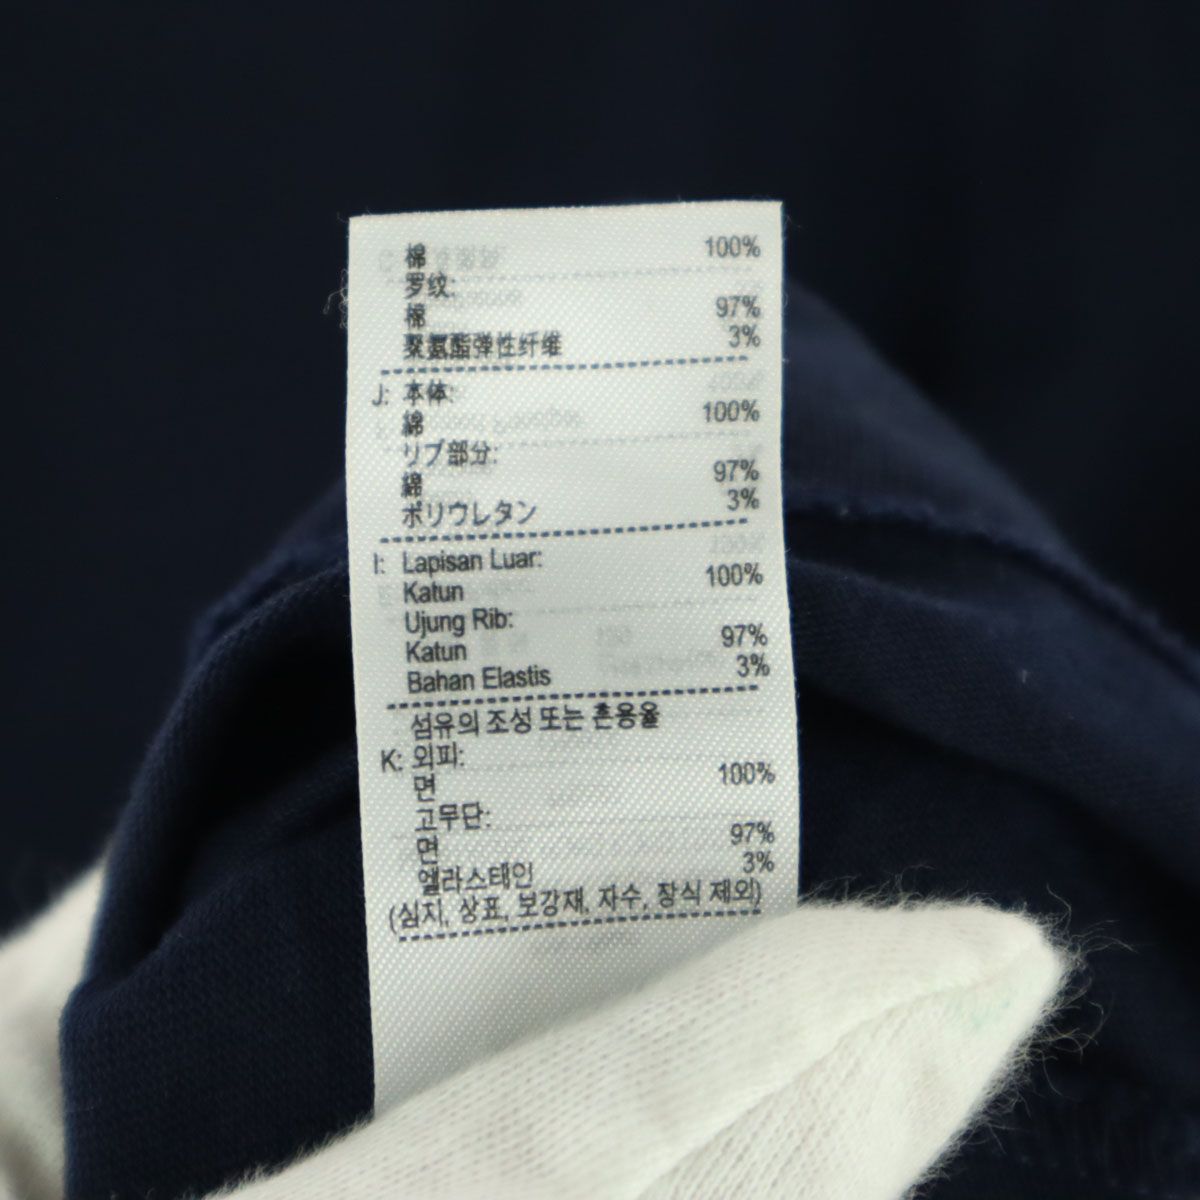 棉 100%
罗纹:
棉 97%
聚氨酯弹性纤维 3%
J: 本体:
綿 100%
リブ部分:
綿 97%
ポリウレタン 3%
I: Lapisan Luar:
Katun 100%
Ujung Rib:
Katun 97%
Bahan Elastis 3%
섬유의 조성 또는 혼용율
K: 외피:
면 100%
고무단:
면 97%
엘라스태인 3%
(심지, 상표, 보강재, 자수, 장식 제외)